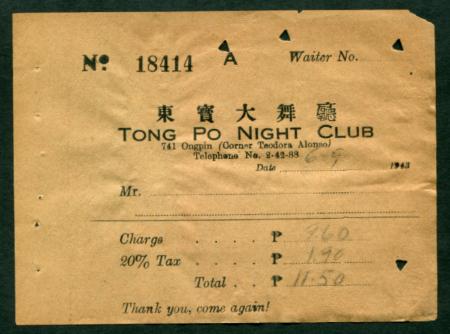 No. 18414 A Waiter No.
東賓大舞廳
TONG PO NIGHT CLUB
741 Ongpin (Corner Teodora Alonso)
Telephone No. 2-42-88
Date 6-9 1943
Mr.
Charge . . . . ₱ 9.60
20% Tax . . . . ₱ 1.90
Total . . ₱ 11.50
Thank you, come again!